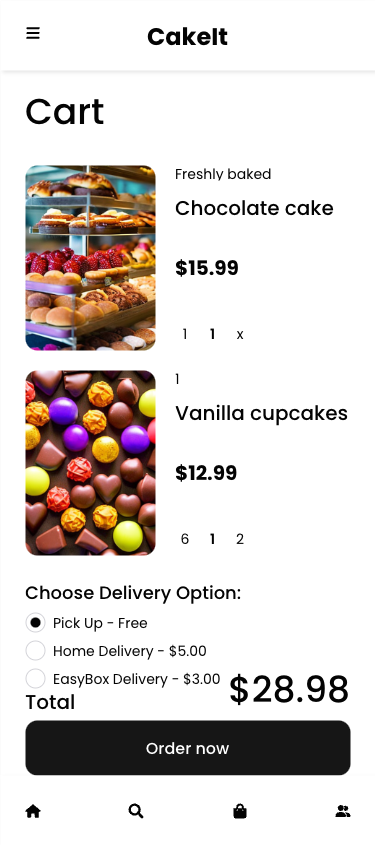 CakeIt
Cart
Freshly baked
Chocolate cake
$15.99
1 1 x
1
Vanilla cupcakes
$12.99
6 1 2
Choose Delivery Option:
Pick Up - Free
Home Delivery - $5.00
EasyBox Delivery - $3.00
Total $28.98
Order now